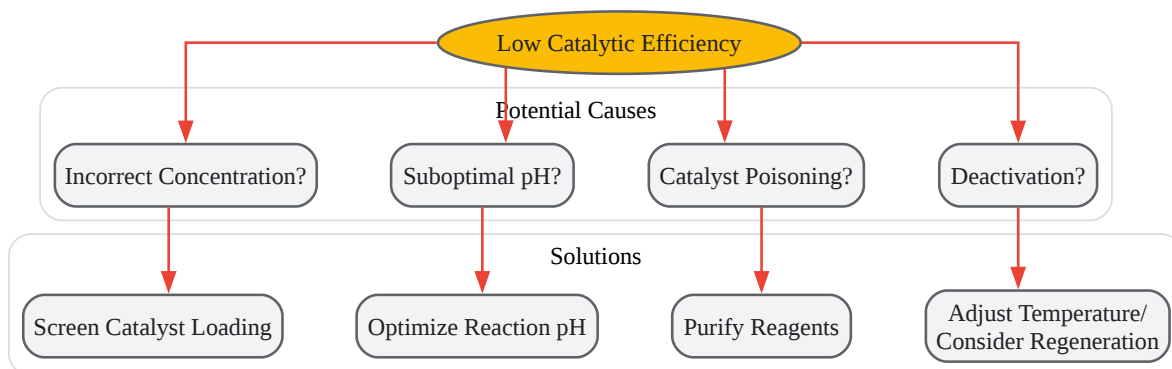 Low Catalytic Efficiency
Potential Causes
Incorrect Concentration?
Suboptimal pH?
Catalyst Poisoning?
Deactivation?
Solutions
Screen Catalyst Loading
Optimize Reaction pH
Purify Reagents
Adjust Temperature/
Consider Regeneration